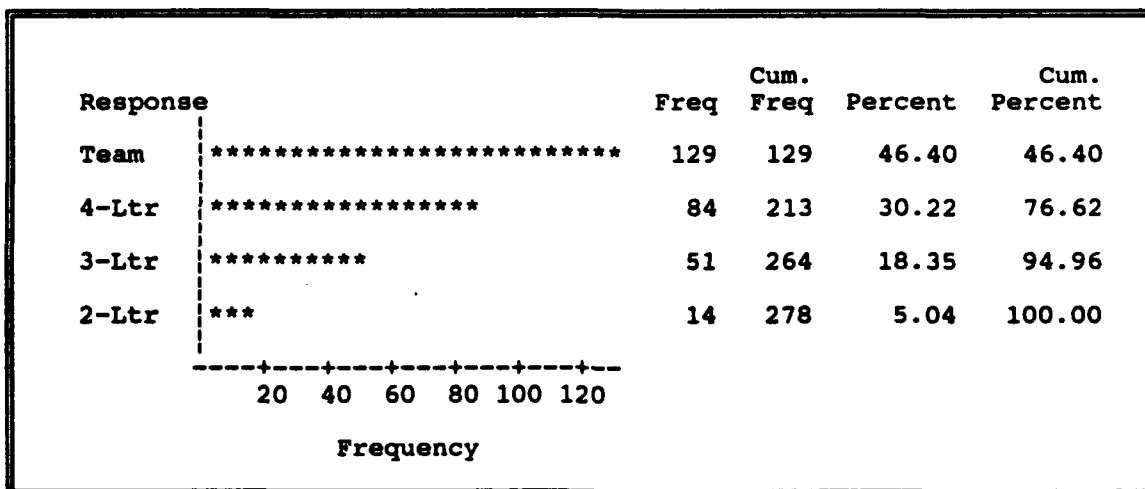 Cum. Cum.
Response Freq Freq Percent Percent
Team |************************** 129 129 46.40 46.40
4-Ltr |***************** 84 213 30.22 76.62
3-Ltr |********** 51 264 18.35 94.96
2-Ltr |*** 14 278 5.04 100.00
----+---+---+---+---+---+--
20 40 60 80 100 120
Frequency